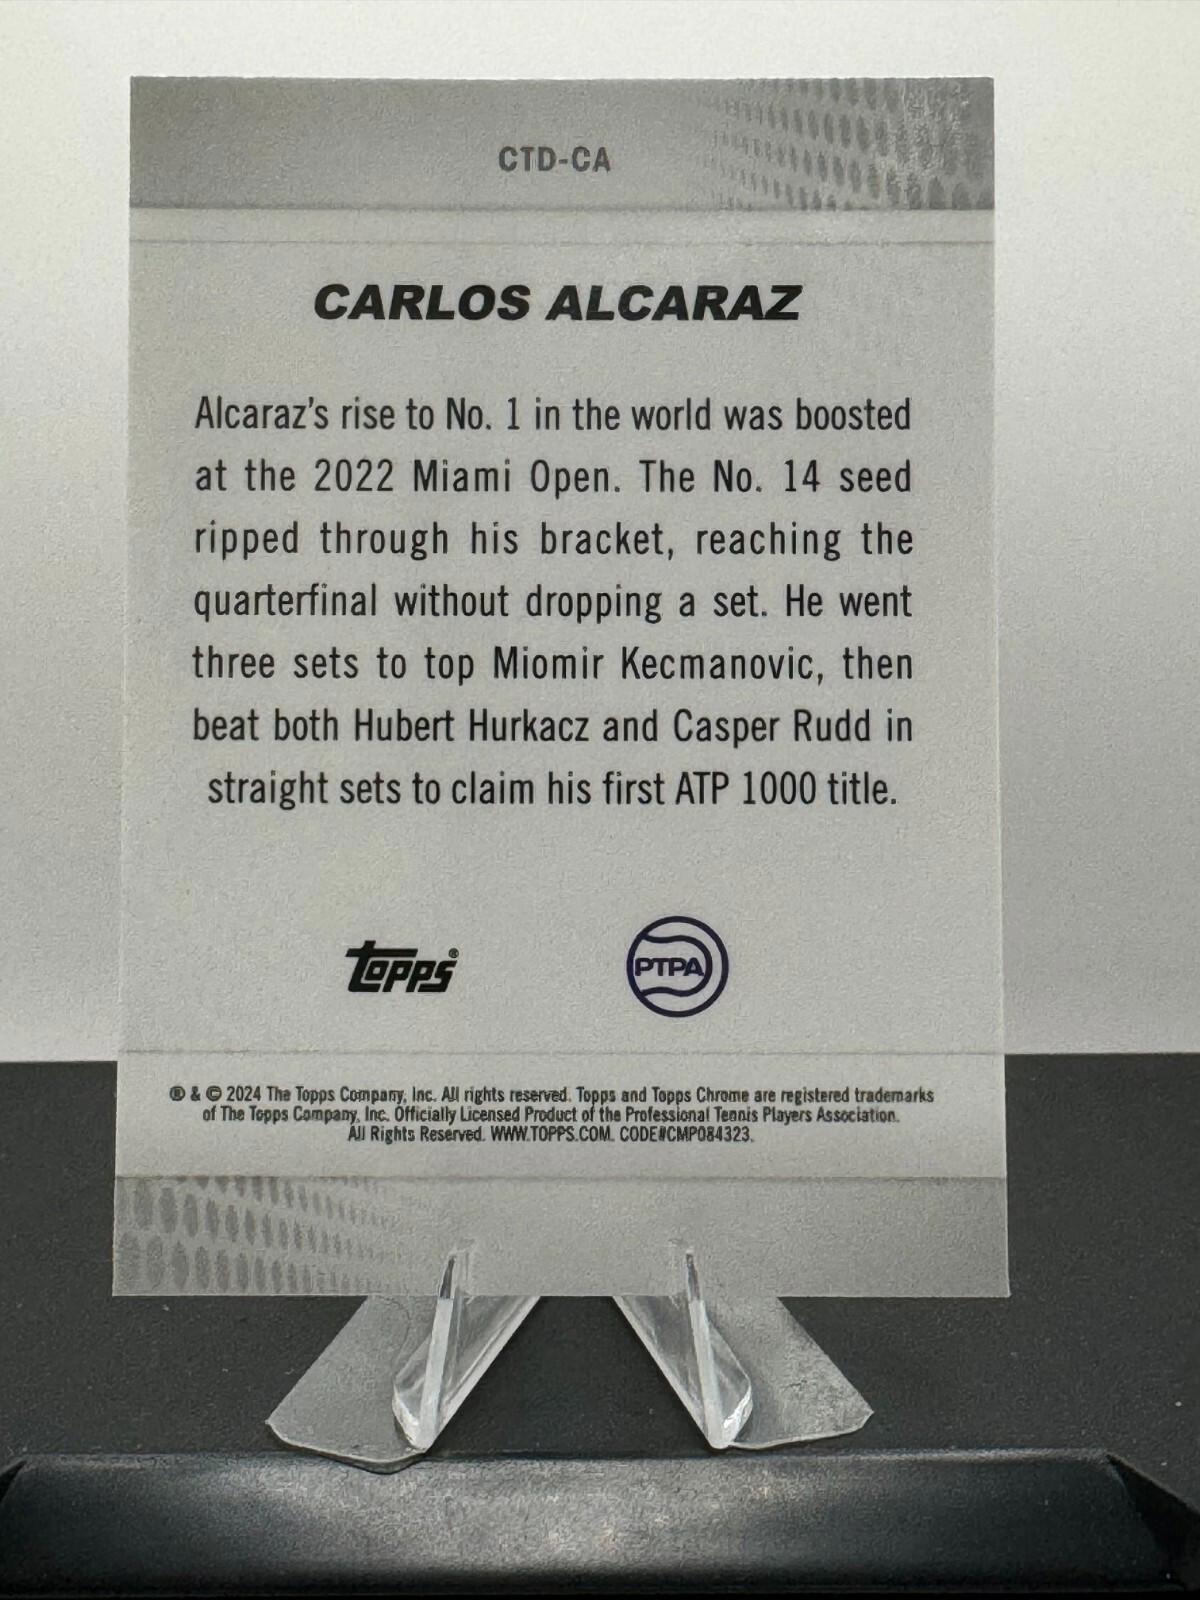 CTD-CA
CARLOS ALCARAZ
Alcaraz's rise to No. 1 in the world was boosted
at the 2022 Miami Open. The No. 14 seed
ripped through his bracket, reaching the
quarterfinal without dropping a set. He went
three sets to top Miomir Kecmanovic, then
beat both Hubert Hurkacz and Casper Rudd in
straight sets to claim his first ATP 1000 title.
Topps®
PTPA
® & © 2024 The Topps Company, Inc. All rights reserved. Topps and Topps Chrome are registered trademarks
of The Topps Company, Inc. Officially Licensed Product of the Professional Tennis Players Association.
All Rights Reserved. WWW.TOPPS.COM. CODE#CMP084323.